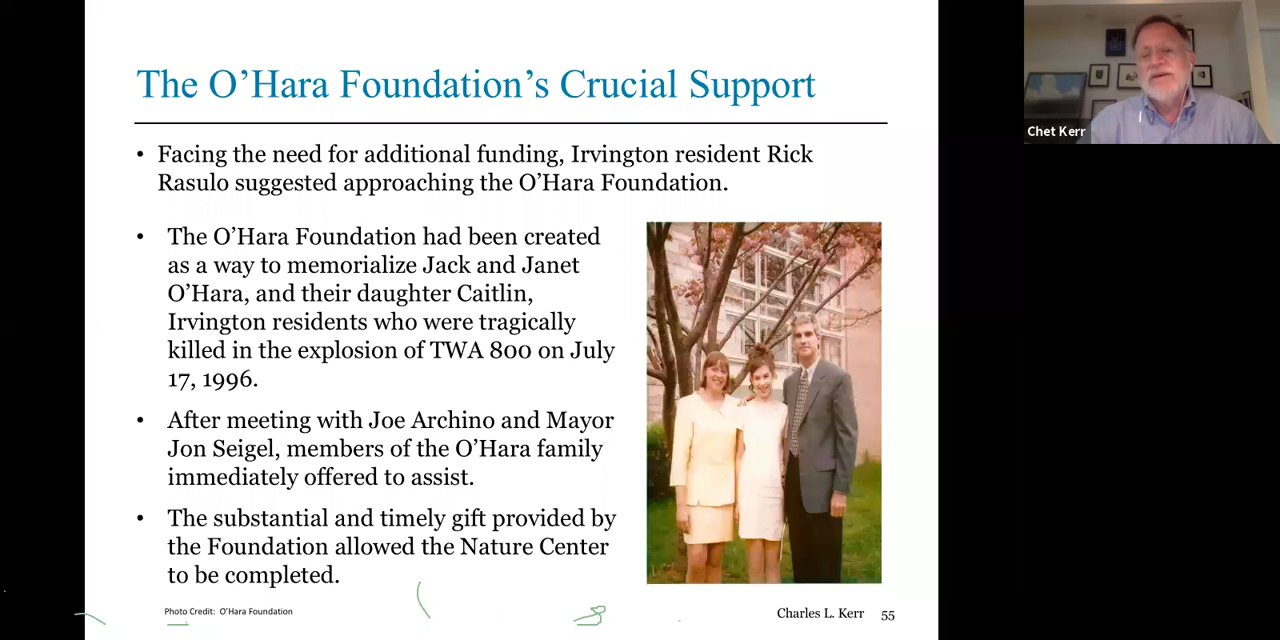 The O’Hara Foundation’s Crucial Support
• Facing the need for additional funding, Irvington resident Rick
Rasulo suggested approaching the O’Hara Foundation.
• The O’Hara Foundation had been created
as a way to memorialize Jack and Janet
O’Hara, and their daughter Caitlin,
Irvington residents who were tragically
killed in the explosion of TWA 800 on July
17, 1996.
• After meeting with Joe Archino and Mayor
Jon Seigel, members of the O’Hara family
immediately offered to assist.
• The substantial and timely gift provided by
the Foundation allowed the Nature Center
to be completed.
Photo Credit: O’Hara Foundation
Charles L. Kerr 55
Chet Kerr